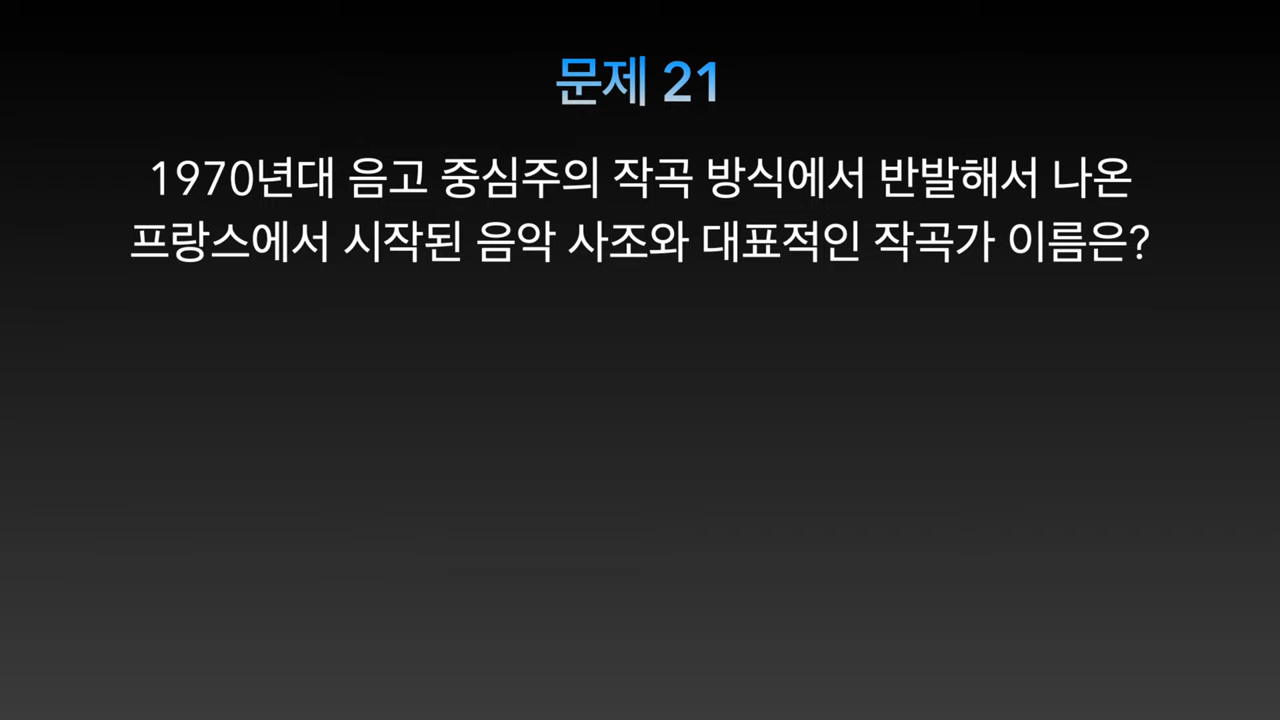 문제 21
1970년대 음고 중심주의 작곡 방식에서 반발해서 나온
프랑스에서 시작된 음악 사조와 대표적인 작곡가 이름은?